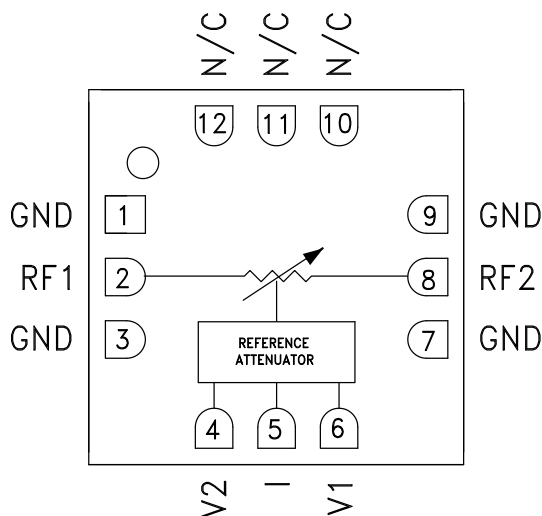 N/C N/C N/C
12 11 10
GND 1 9 GND
RF1 2 8 RF2
GND 3 7 GND
REFERENCE
ATTENUATOR
4 5 6
V2 I V1